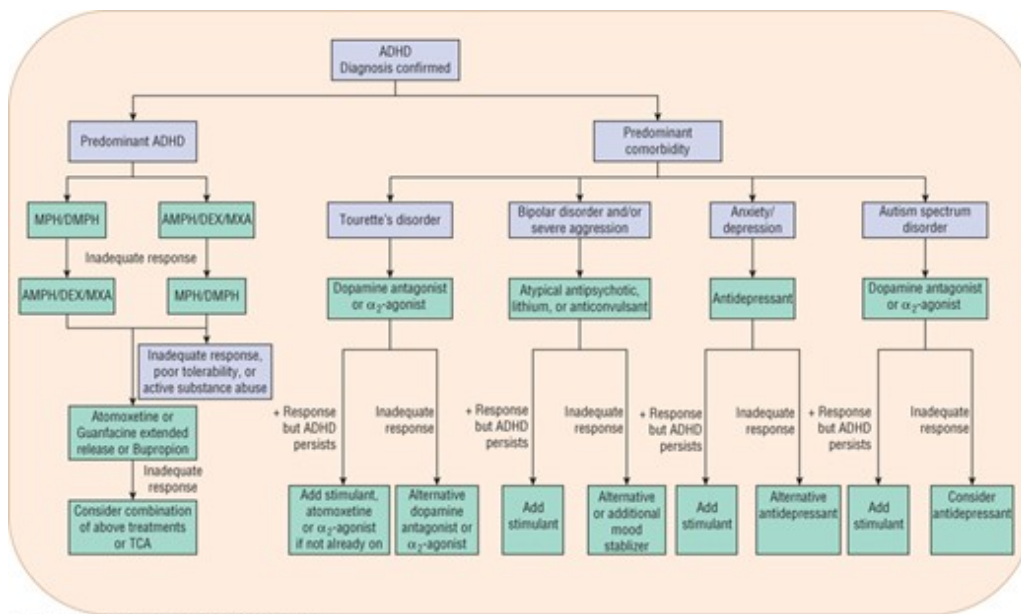 ADHD
Diagnosis confirmed
Predominant ADHD
Predominant
comorbidity
MPH/DMPH
AMPH/DEX/MXA
Tourette's disorder
Bipolar disorder and/or
severe aggression
Anxiety/
depression
Autism spectrum
disorder
Inadequate response
AMPH/DEX/MXA
MPH/DMPH
Dopamine antagonist
or α₂-agonist
Atypical antipsychotic,
lithium, or anticonvulsant
Antidepressant
Dopamine antagonist
or α₂-agonist
Inadequate response,
poor tolerability, or
active substance abuse
Atomoxetine or
Guanfacine extended
release or Bupropion
Inadequate
response
Consider combination
of above treatments
or TCA
+ Response
but ADHD
persists
Inadequate
response
+ Response
but ADHD
persists
Inadequate
response
+ Response
but ADHD
persists
Inadequate
response
+ Response
but ADHD
persists
Inadequate
response
Add stimulant,
atomoxetine
or α₂-agonist
if not already on
Alternative
dopamine
antagonist or
α₂-agonist
Add
stimulant
Alternative
or additional
mood
stablizer
Add
stimulant
Alternative
antidepressant
Add
stimulant
Consider
antidepressant